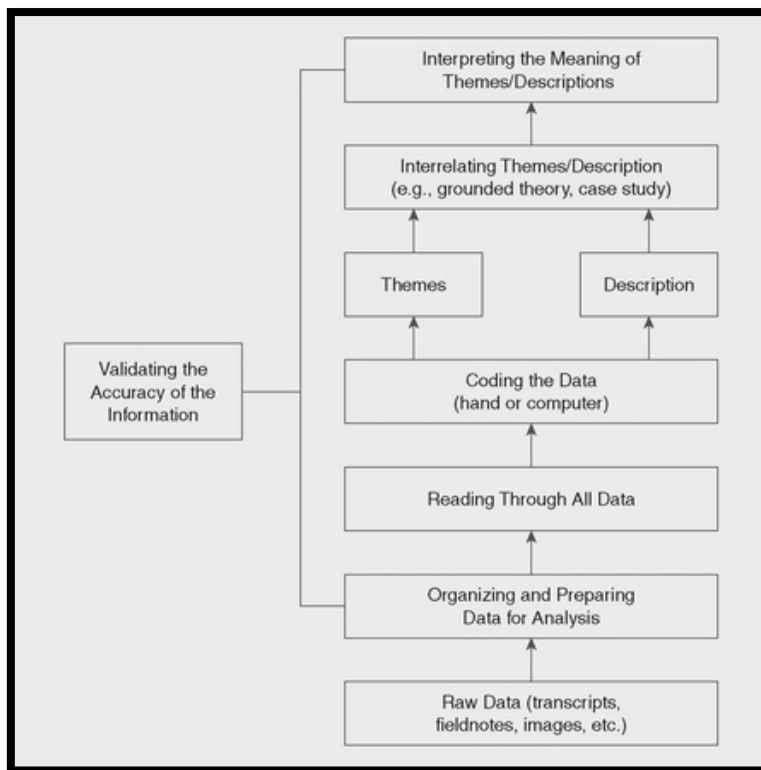 Interpreting the Meaning of
Themes/Descriptions
Interrelating Themes/Description
(e.g., grounded theory, case study)
Themes
Description
Validating the
Accuracy of the
Information
Coding the Data
(hand or computer)
Reading Through All Data
Organizing and Preparing
Data for Analysis
Raw Data (transcripts,
fieldnotes, images, etc.)